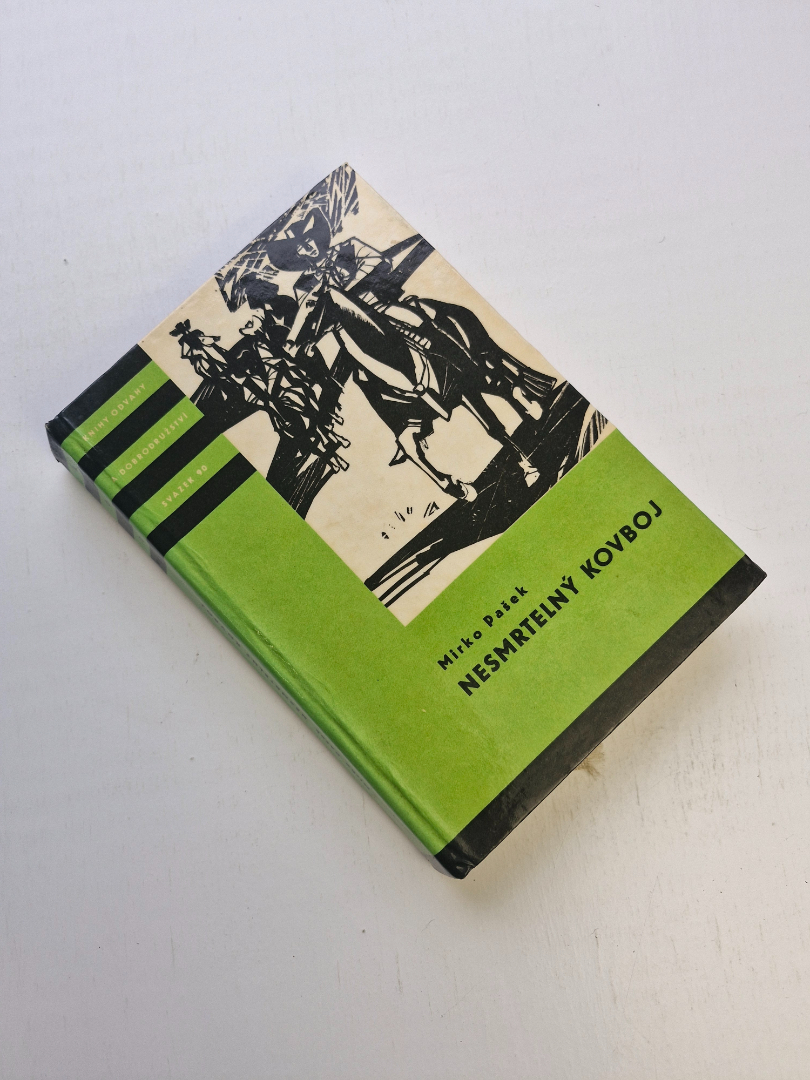 KNIHY ODVAHY
A DOBRODRUŽSTVÍ
SVAZEK 90
Mirko Pašek
NESMRTELNÝ KOVBOJ